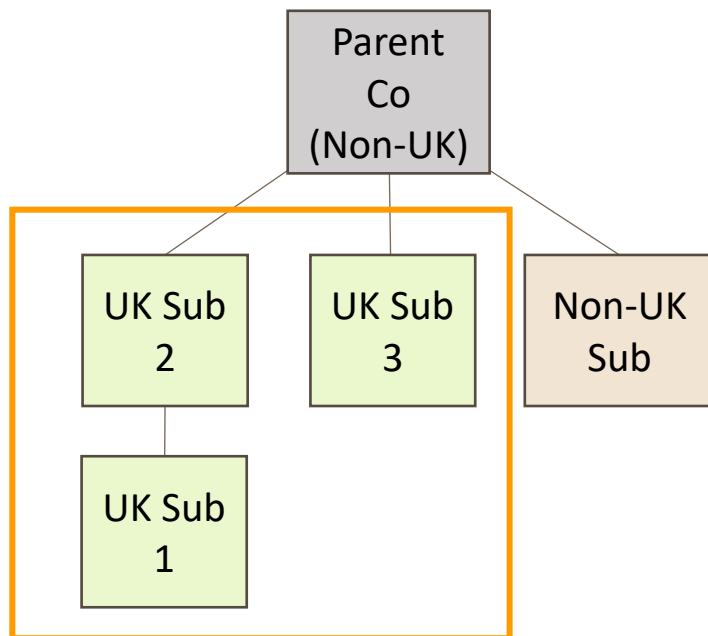 Parent
Co
(Non-UK)
UK Sub
2
UK Sub
3
Non-UK
Sub
UK Sub
1